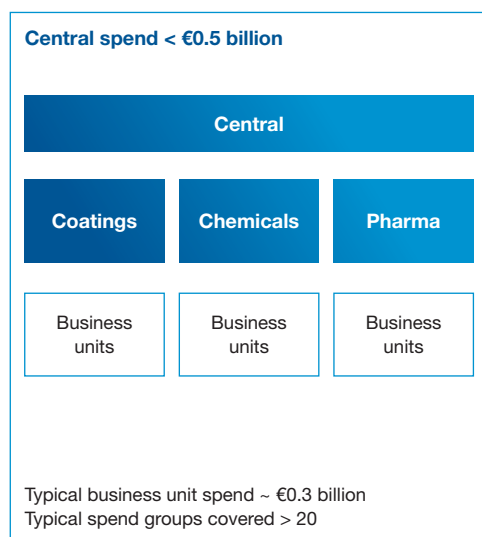 Central spend < €0.5 billion
Central
Coatings
Chemicals
Pharma
Business
units
Business
units
Business
units
Typical business unit spend ~ €0.3 billion
Typical spend groups covered > 20